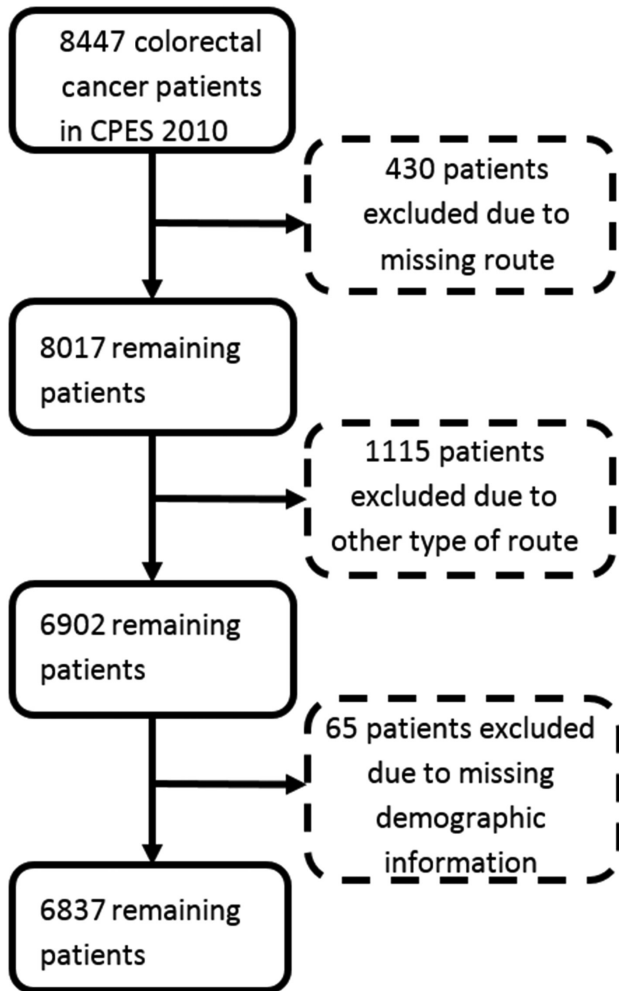 8447 colorectal
cancer patients
in CPES 2010
430 patients
excluded due to
missing route
8017 remaining
patients
1115 patients
excluded due to
other type of route
6902 remaining
patients
65 patients excluded
due to missing
demographic
information
6837 remaining
patients